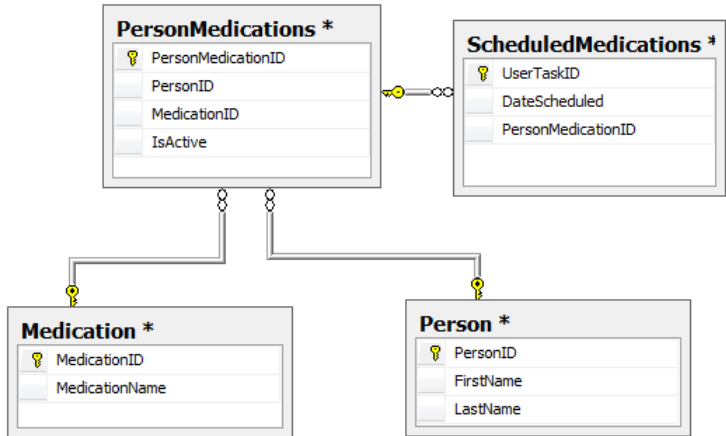 PersonMedications *
PersonMedicationID
PersonID
MedicationID
IsActive
ScheduledMedications *
UserTaskID
DateScheduled
PersonMedicationID
Medication *
MedicationID
MedicationName
Person *
PersonID
FirstName
LastName